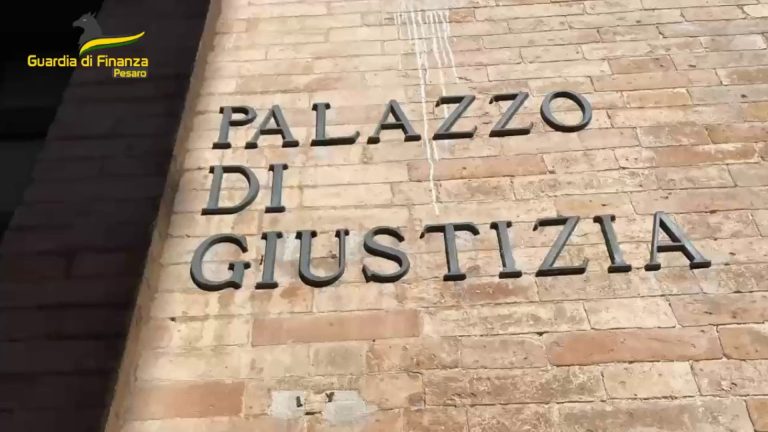 Guardia di Finanza
Pesaro
PALAZZO
DI
GIUSTIZIA